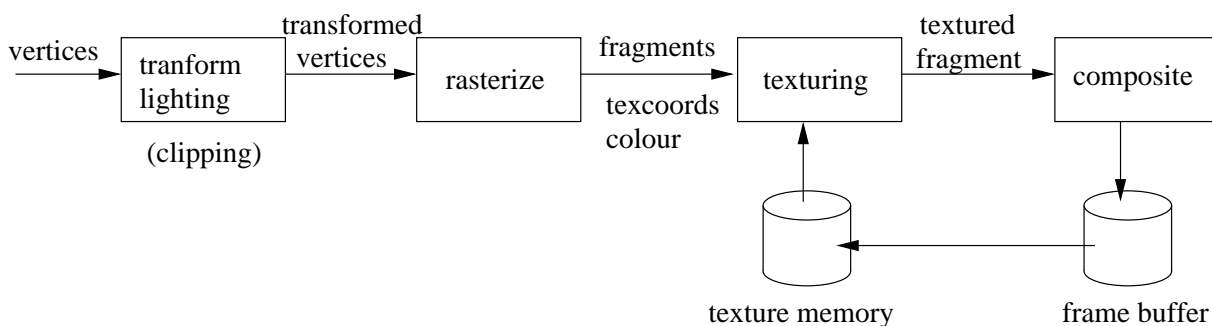 vertices
tranform
lighting
(clipping)
transformed
vertices
rasterize
fragments
texcoords
colour
texturing
textured
fragment
composite
texture memory
frame buffer